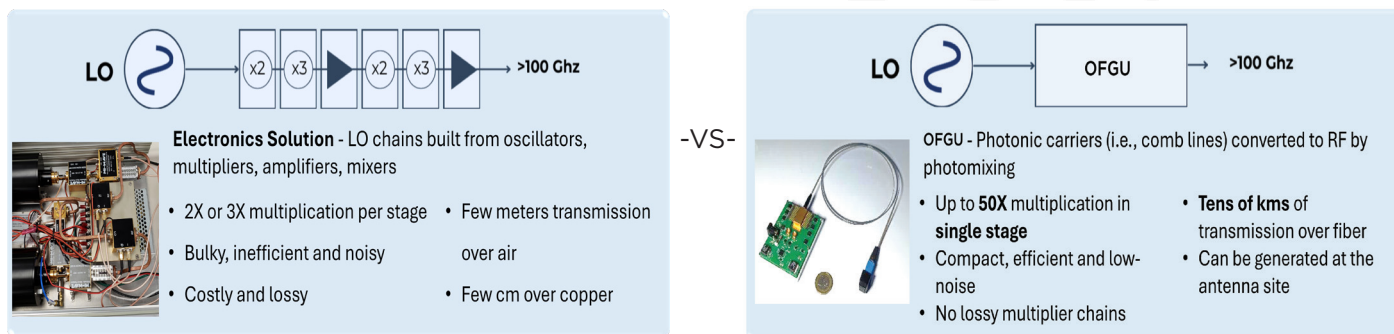 LO
x2
x3
x2
x3
>100 Ghz
Electronics Solution - LO chains built from oscillators,
multipliers, amplifiers, mixers
• 2X or 3X multiplication per stage
• Bulky, inefficient and noisy
• Costly and lossy
• Few meters transmission
over air
• Few cm over copper
-VS-
LO
OFGU
>100 Ghz
OFGU - Photonic carriers (i.e., comb lines) converted to RF by
photomixing
• Up to 50X multiplication in
single stage
• Compact, efficient and low-
noise
• No lossy multiplier chains
• Tens of kms of
transmission over fiber
• Can be generated at the
antenna site